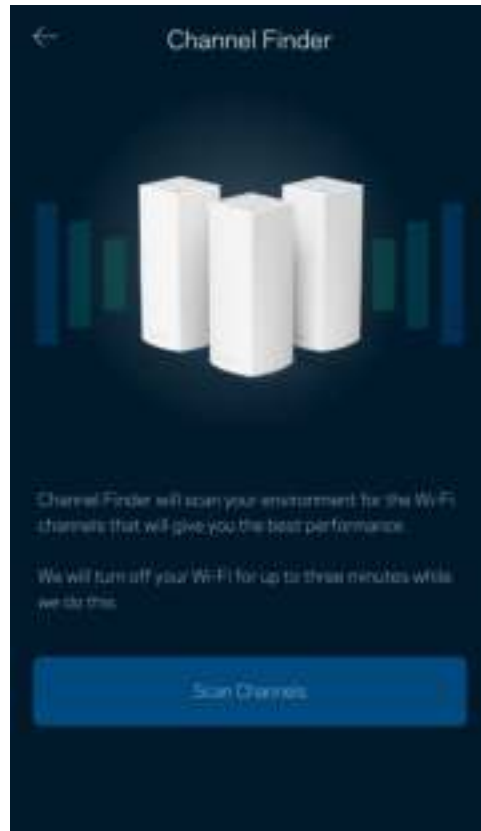 Channel Finder
Channel Finder will scan your environment for the Wi-Fi
channels that will give you the best performance.
We will turn off your Wi-Fi for up to three minutes while
we do this.
Scan Channels